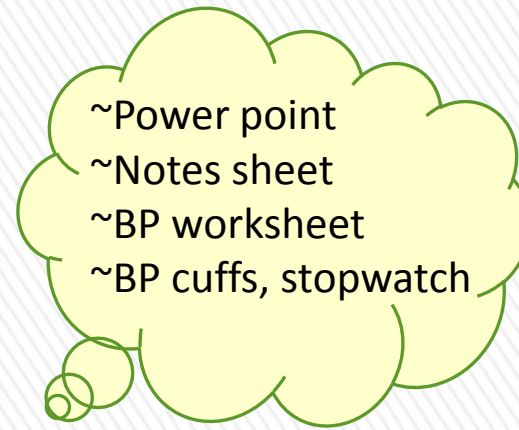 ~Power point
~Notes sheet
~BP worksheet
~BP cuffs, stopwatch